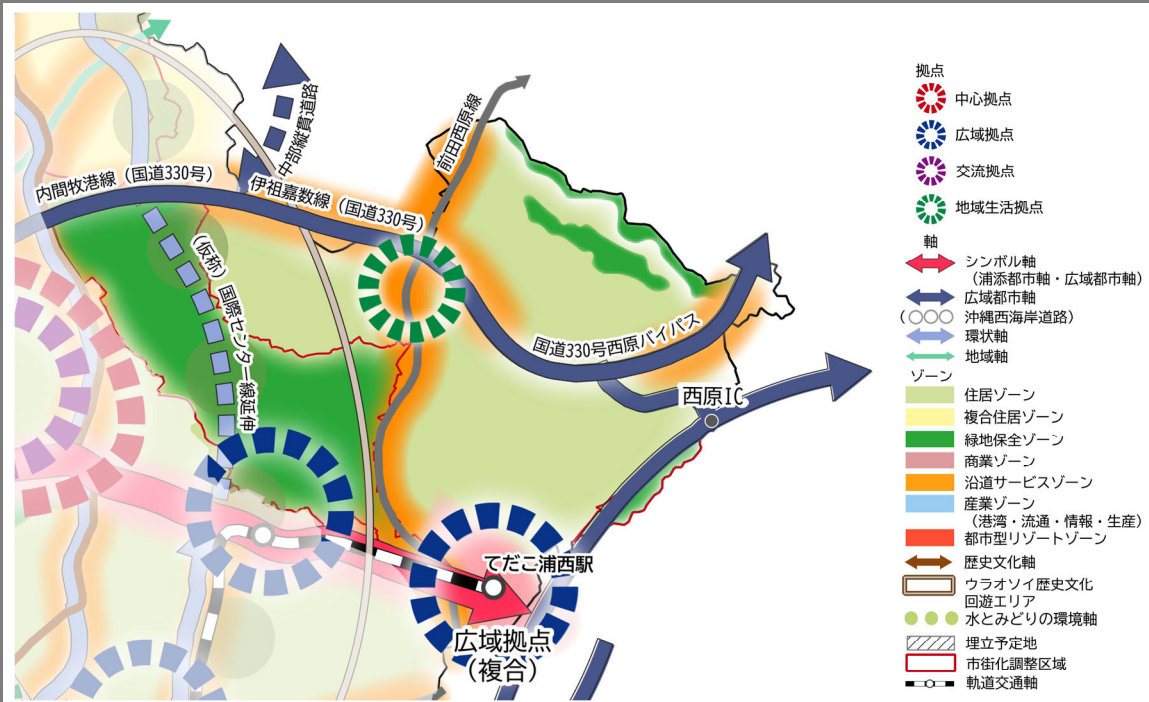 中部縦貫道路
前田西原線
内間牧港線（国道330号）
伊祖嘉数線（国道330号）
（仮称）国際センター線延伸
国道330号西原バイパス
西原IC
てだこ浦西駅
広域拠点
（複合）
拠点
中心拠点
広域拠点
交流拠点
地域生活拠点
軸
シンボル軸
（浦添都市軸・広域都市軸）
広域都市軸
（ 沖縄西海岸道路）
環状軸
地域軸
ゾーン
住居ゾーン
複合住居ゾーン
緑地保全ゾーン
商業ゾーン
沿道サービスゾーン
産業ゾーン
（港湾・流通・情報・生産）
都市型リゾートゾーン
歴史文化軸
ウラオソイ歴史文化
回遊エリア
水とみどりの環境軸
埋立予定地
市街化調整区域
軌道交通軸